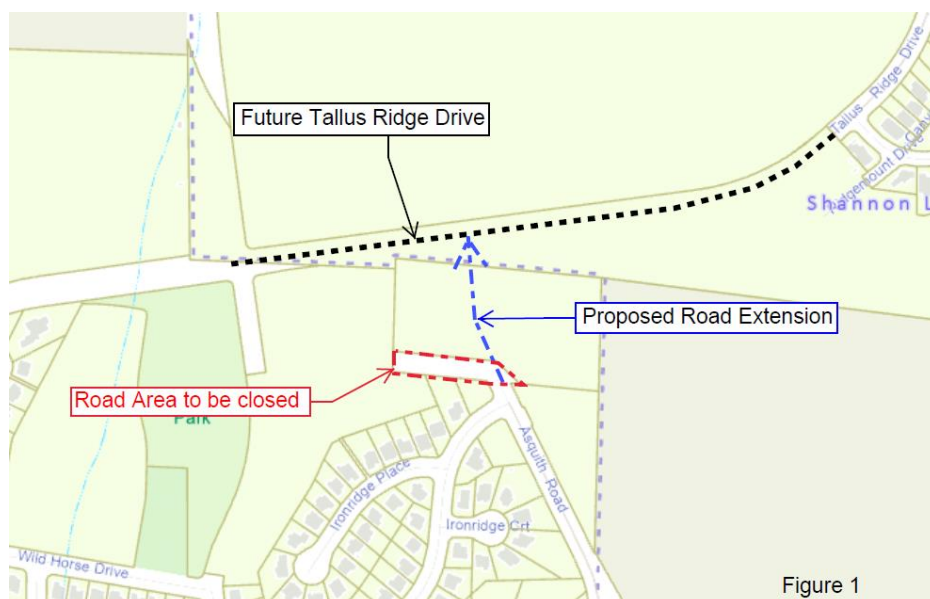 Future Tallus Ridge Drive
Tallus Ridge Drive
Shannon L
Proposed Road Extension
Road Area to be closed
Park
Asquith Road
Ironridge Place
Ironridge Crt
Wild Horse Drive
Figure 1